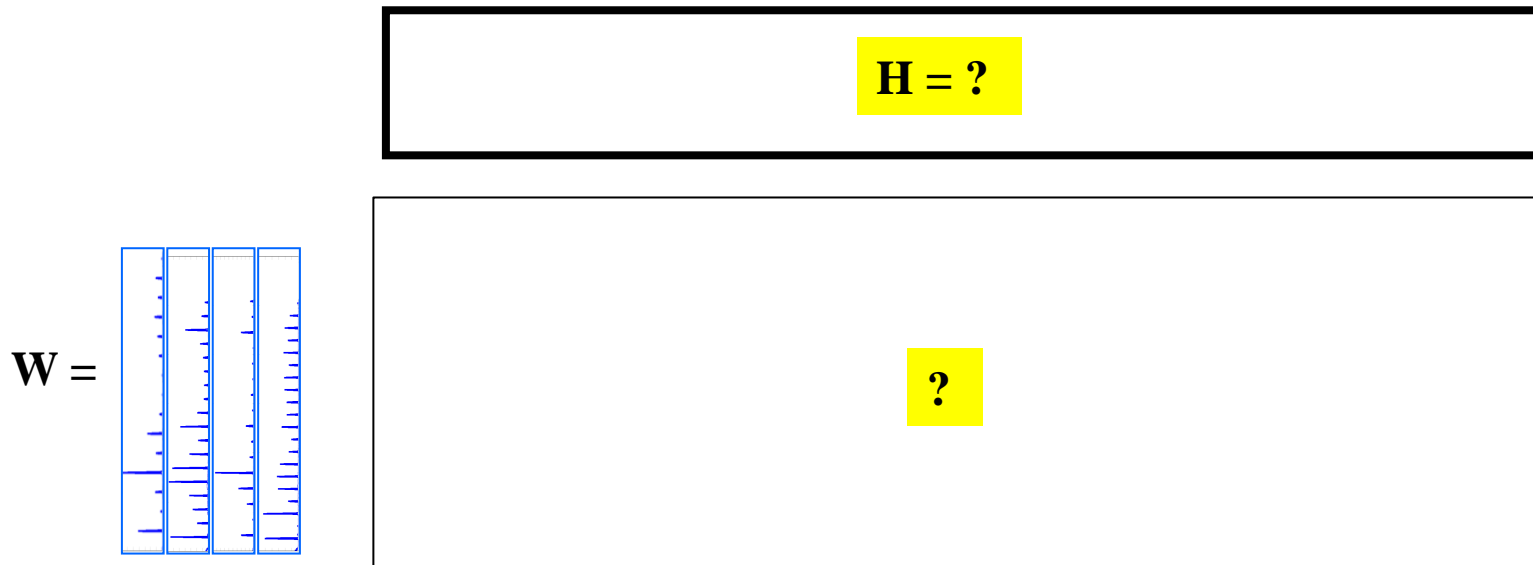 H = ?
W =
?